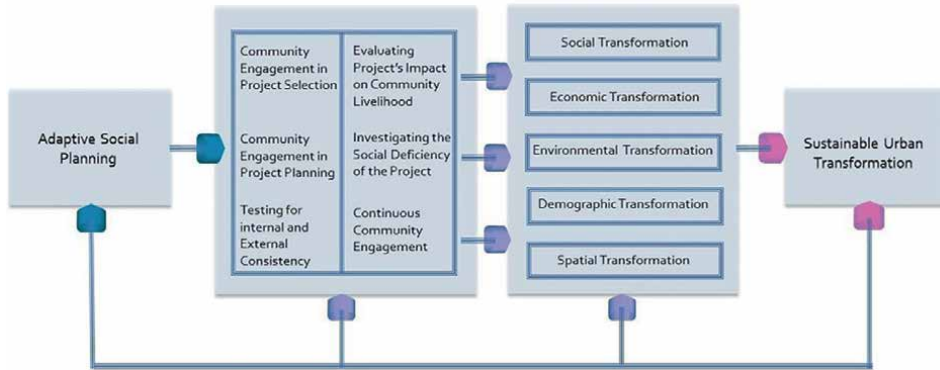 Adaptive Social
Planning
Community
Engagement in
Project Selection
Community
Engagement in
Project Planning
Testing for
internal and
External
Consistency
Evaluating
Project's Impact
on Community
Livelihood
Investigating the
Social Deficiency
of the Project
Continuous
Community
Engagement
Social Transformation
Economic Transformation
Environmental Transformation
Demographic Transformation
Spatial Transformation
Sustainable Urban
Transformation